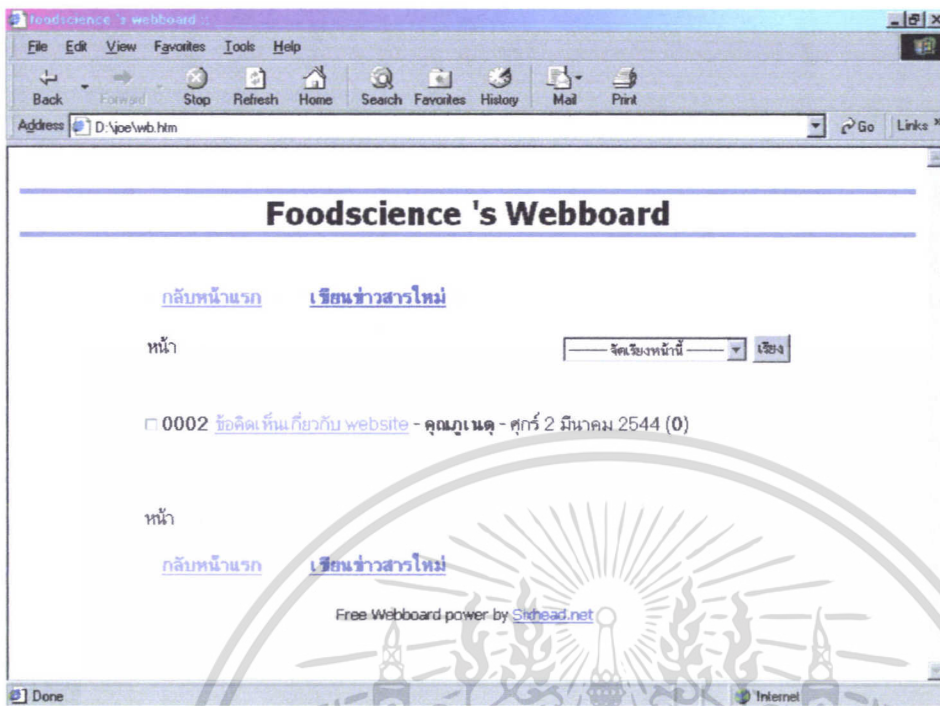 foodscience 's webboard ::
File Edit View Favorites Tools Help
Back Forward Stop Refresh Home Search Favorites History Mail Print
Address D:\joe\wb.htm Go Links »
Foodscience 's Webboard
กลับหน้าแรก เขียนข่าวสารใหม่
หน้า ——— จัดเรียงหน้านี้ ——— เรียง
0002 ข้อคิดเห็นเกี่ยวกับ website - คุณภูเนตุ - ศุกร์ 2 มีนาคม 2544 (0)
หน้า
กลับหน้าแรก เขียนข่าวสารใหม่
Free Webboard power by Sixhead.net
Done Internet